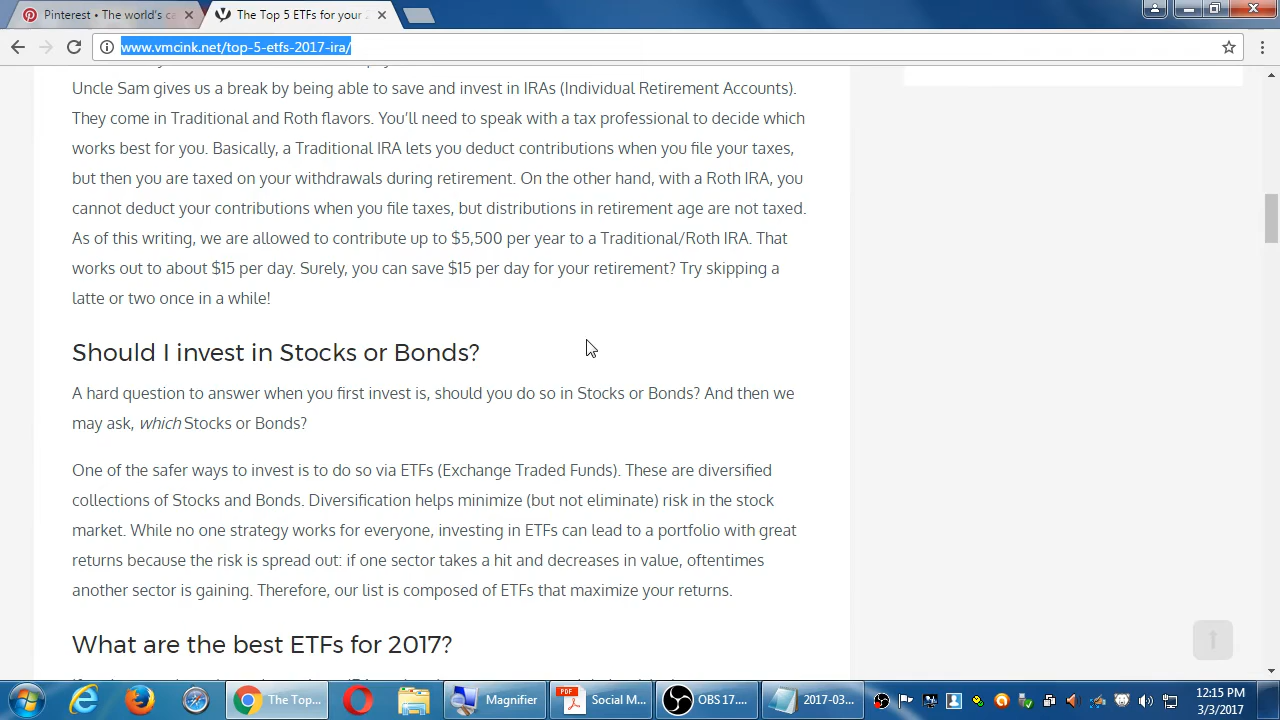 Pinterest • The world's ca
The Top 5 ETFs for your 2
www.vmcink.net/top-5-etfs-2017-ira/
Uncle Sam gives us a break by being able to save and invest in IRAs (Individual Retirement Accounts).
They come in Traditional and Roth flavors. You'll need to speak with a tax professional to decide which
works best for you. Basically, a Traditional IRA lets you deduct contributions when you file your taxes,
but then you are taxed on your withdrawals during retirement. On the other hand, with a Roth IRA, you
cannot deduct your contributions when you file taxes, but distributions in retirement age are not taxed.
As of this writing, we are allowed to contribute up to $5,500 per year to a Traditional/Roth IRA. That
works out to about $15 per day. Surely, you can save $15 per day for your retirement? Try skipping a
latte or two once in a while!
Should I invest in Stocks or Bonds?
A hard question to answer when you first invest is, should you do so in Stocks or Bonds? And then we
may ask, which Stocks or Bonds?
One of the safer ways to invest is to do so via ETFs (Exchange Traded Funds). These are diversified
collections of Stocks and Bonds. Diversification helps minimize (but not eliminate) risk in the stock
market. While no one strategy works for everyone, investing in ETFs can lead to a portfolio with great
returns because the risk is spread out: if one sector takes a hit and decreases in value, oftentimes
another sector is gaining. Therefore, our list is composed of ETFs that maximize your returns.
What are the best ETFs for 2017?
The Top...
Magnifier
PDF
Social M...
OBS 17....
2017-03...
12:15 PM
3/3/2017